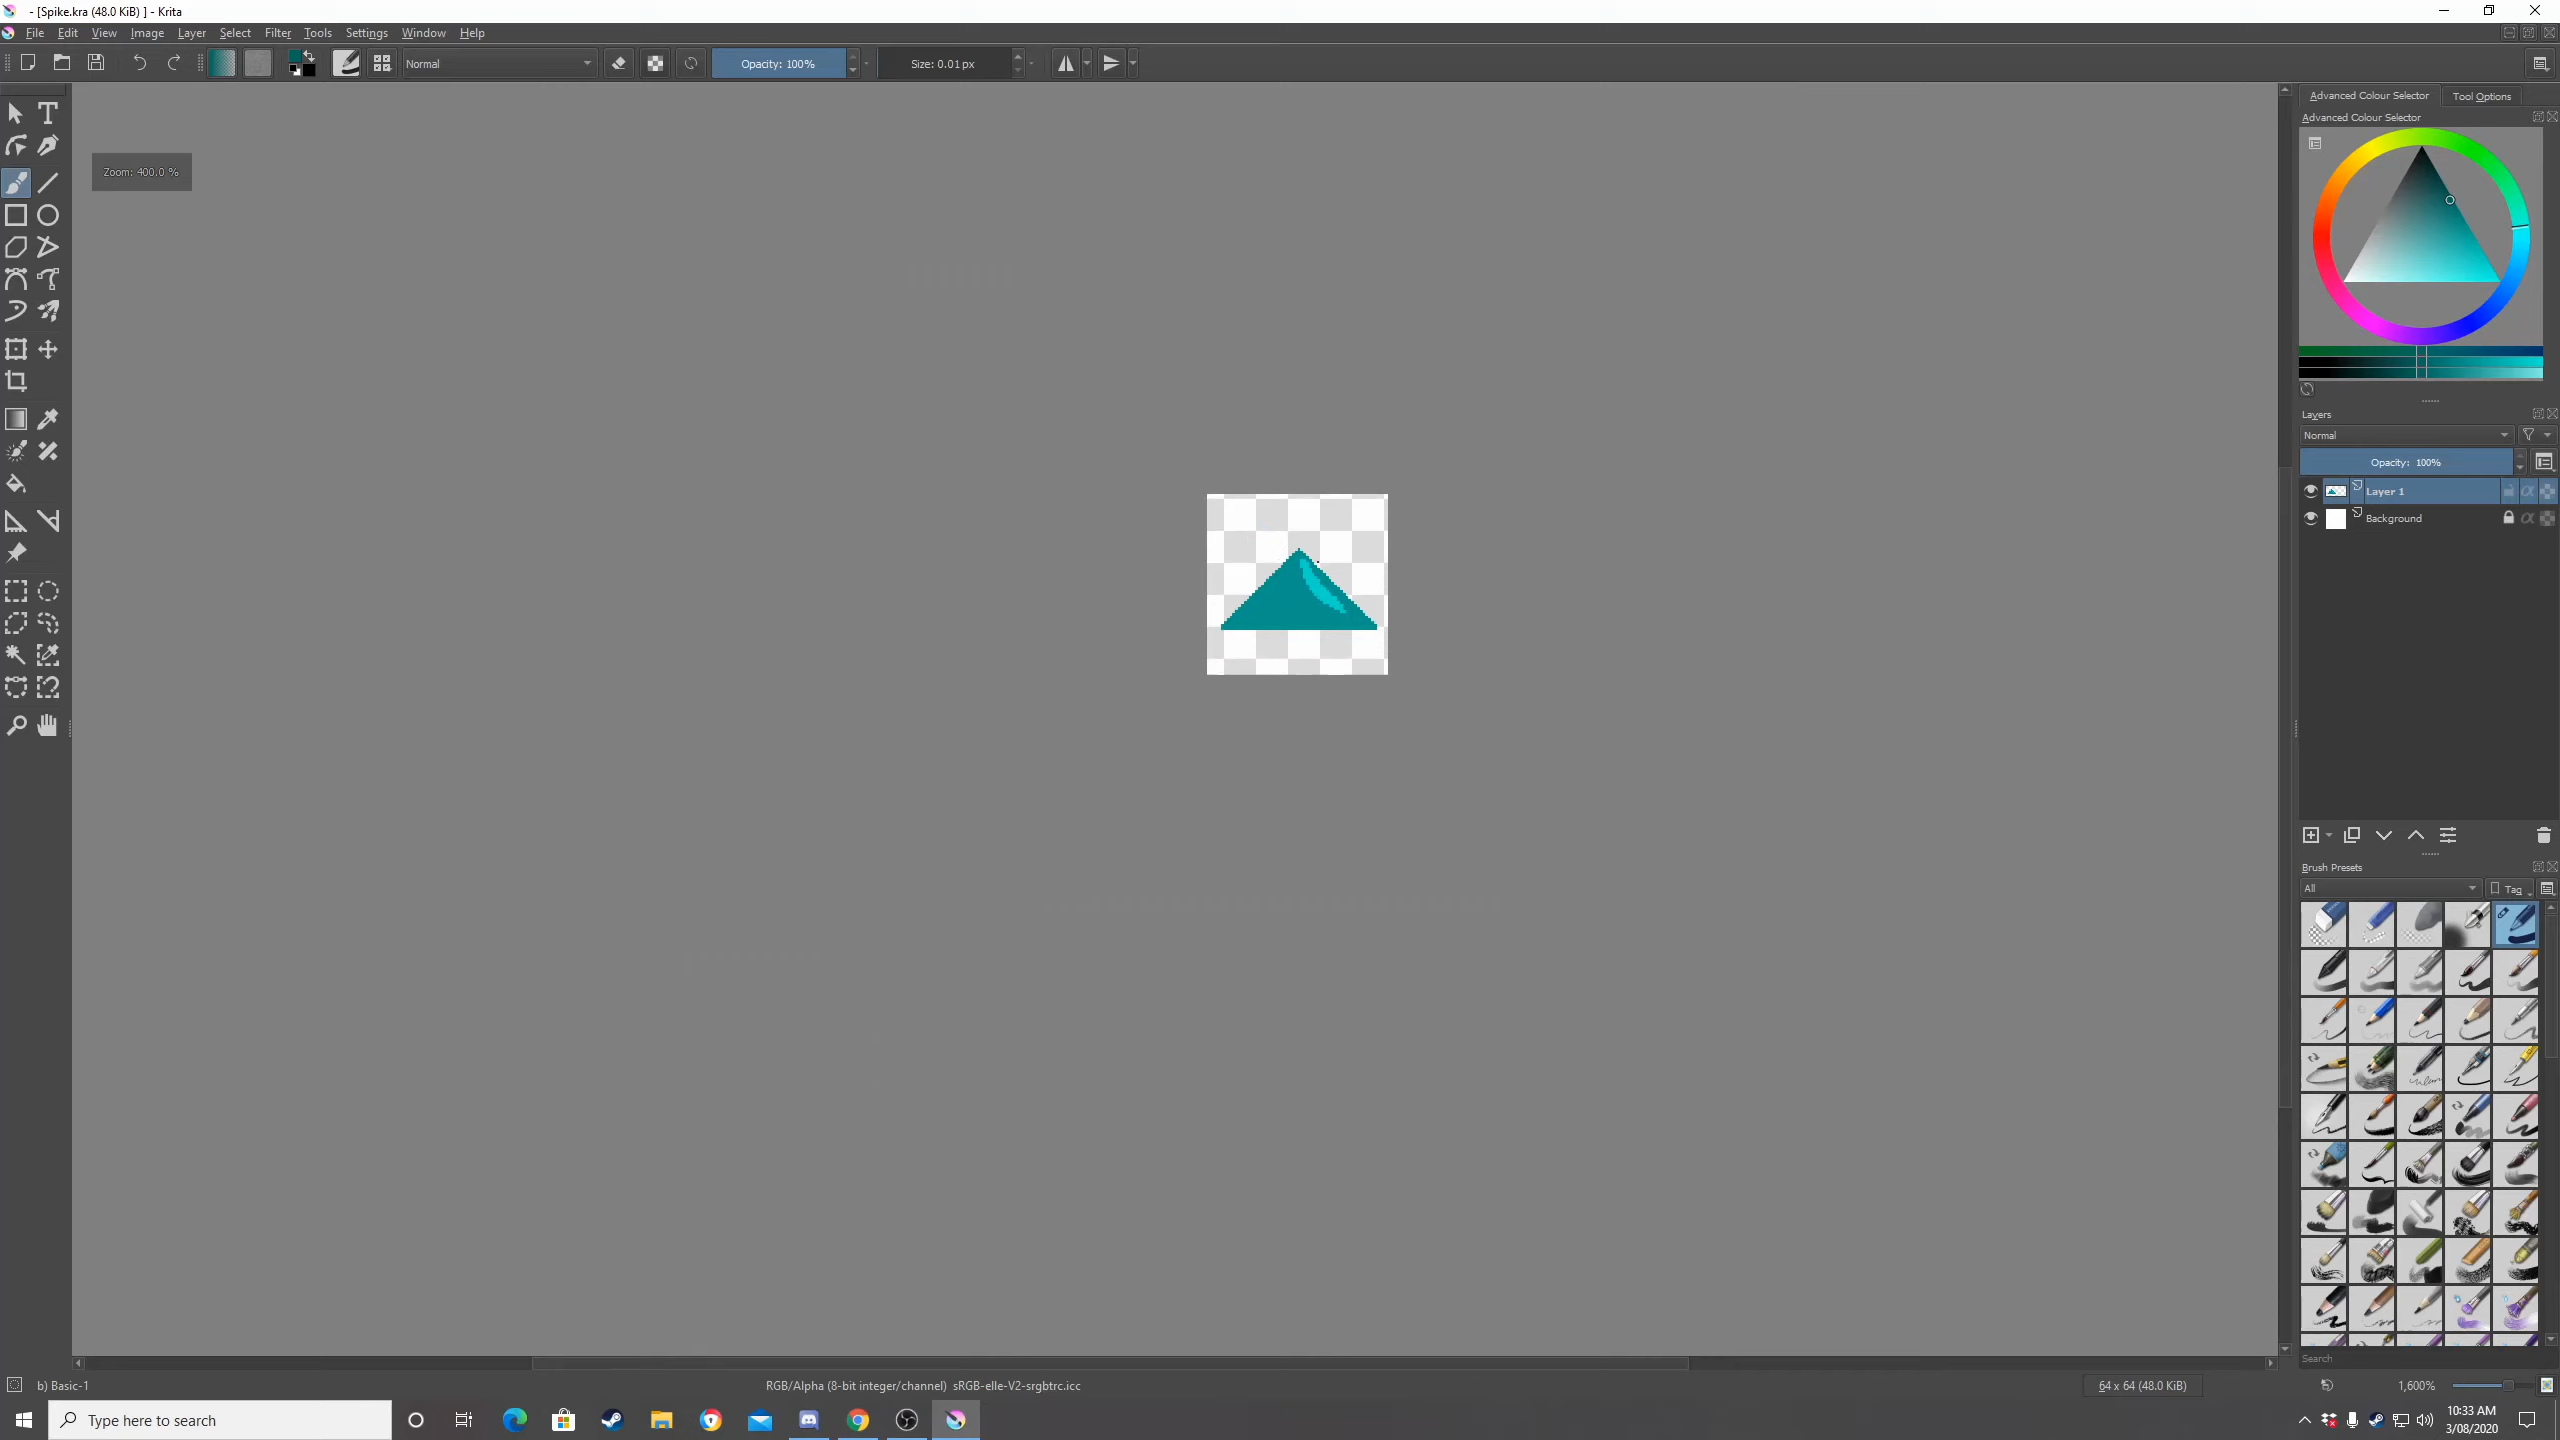 - [Spike.kra (48.0 KiB) ] - Krita
File Edit View Image Layer Select Filter Tools Settings Window Help
Normal
Opacity: 100%
Size: 0.01 px
Advanced Colour Selector Tool Options
Advanced Colour Selector
Zoom: 400.0 %
Layers
Normal
Opacity: 100%
Layer 1
Background
Brush Presets
All
Tag
Search
b) Basic-1
RGB/Alpha (8-bit integer/channel) sRGB-elle-V2-srgbtrc.icc
64 x 64 (48.0 KiB)
1,600%
Type here to search
10:33 AM
3/08/2020